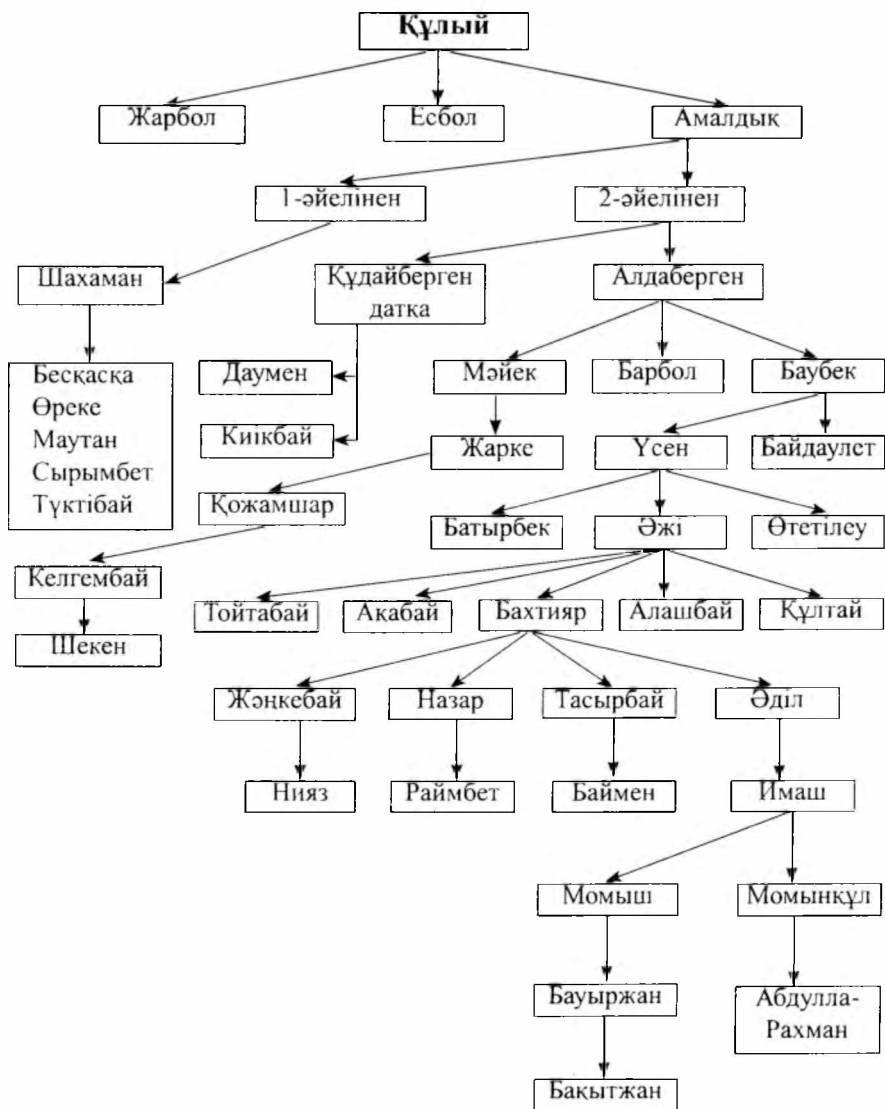 Құлый
Жарбол Есбол Амалдық
1-әйелінен 2-әйелінен
Шахаман Құдайберген Алдаберген
датқа
Бесқасқа Даумен Мәйек Барбол Баубек
Өреке
Маутан Киікбай Жарке Үсен Байдаулет
Сырымбет
Түктібай Қожамшар Батырбек Әжі Өтетілеу
Келгембай
Тойтабай Ақабай Бахтияр Алашбай Құлтай
Шекен
Жәңкебай Назар Тасырбай Әділ
Нияз Раймбет Баймен Имаш
Момыш Момынқұл
Бауыржан Абдулла-
Рахман
Бақытжан